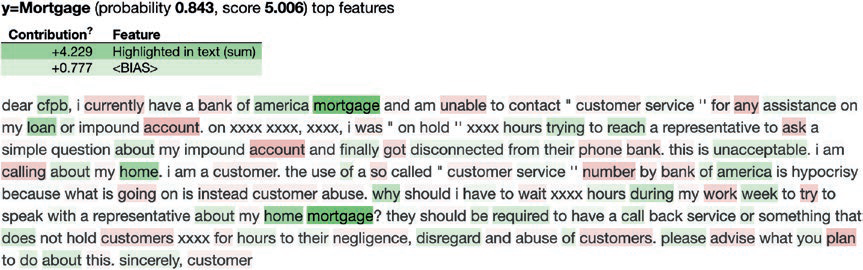 y=Mortgage (probability 0.843, score 5.006) top features
Contribution? Feature
+4.229 Highlighted in text (sum)
+0.777 <BIAS>
dear cfpb, i currently have a bank of america mortgage and am unable to contact " customer service '' for any assistance on
my loan or impound account. on xxxx xxxx, xxxx, i was " on hold '' xxxx hours trying to reach a representative to ask a
simple question about my impound account and finally got disconnected from their phone bank. this is unacceptable. i am
calling about my home. i am a customer. the use of a so called " customer service '' number by bank of america is hypocrisy
because what is going on is instead customer abuse. why should i have to wait xxxx hours during my work week to try to
speak with a representative about my home mortgage? they should be required to have a call back service or something that
does not hold customers xxxx for hours to their negligence, disregard and abuse of customers. please advise what you plan
to do about this. sincerely, customer